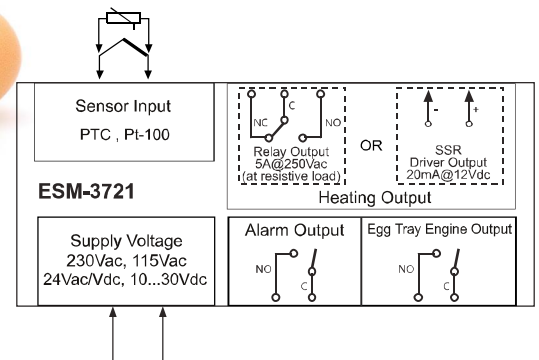 Sensor Input
PTC , Pt-100
ESM-3721
Supply Voltage
230Vac, 115Vac
24Vac/Vdc, 10...30Vdc
NC
C
NO
Relay Output
5A@250Vac
(at resistive load)
OR
-
+
SSR
Driver Output
20mA@12Vdc
Heating Output
Alarm Output
NO
C
Egg Tray Engine Output
NO
C